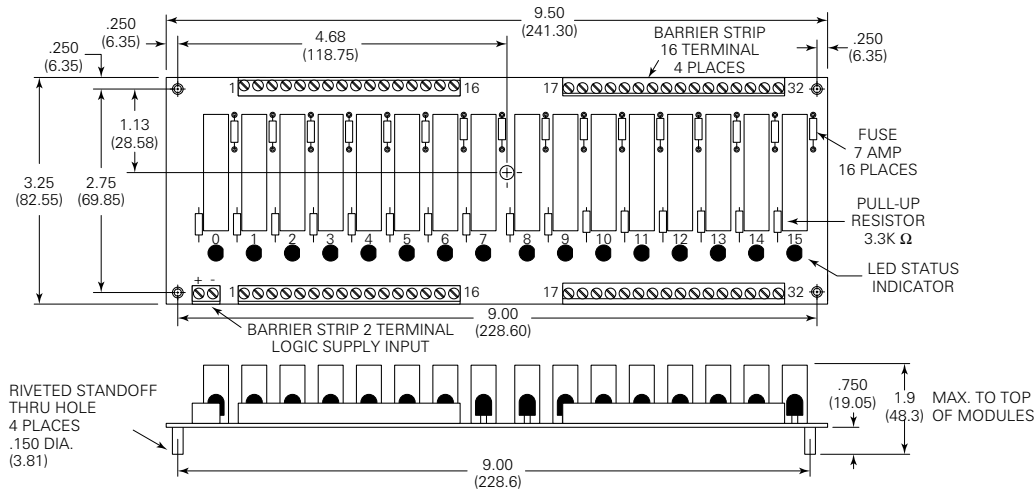 9.50
(241.30)
.250
(6.35)
4.68
(118.75)
BARRIER STRIP
16 TERMINAL
4 PLACES
.250
(6.35)
.250
(6.35)
1
16
17
32
1.13
(28.58)
3.25
(82.55)
2.75
(69.85)
FUSE
7 AMP
16 PLACES
PULL-UP
RESISTOR
3.3K Ω
0 1 2 3 4 5 6 7 8 9 10 11 12 13 14 15
LED STATUS
INDICATOR
+ -
1
16
17
32
9.00
(228.60)
BARRIER STRIP 2 TERMINAL
LOGIC SUPPLY INPUT
RIVETED STANDOFF
THRU HOLE
4 PLACES
.150 DIA.
(3.81)
.750
(19.05)
1.9
(48.3)
MAX. TO TOP
OF MODULES
9.00
(228.6)